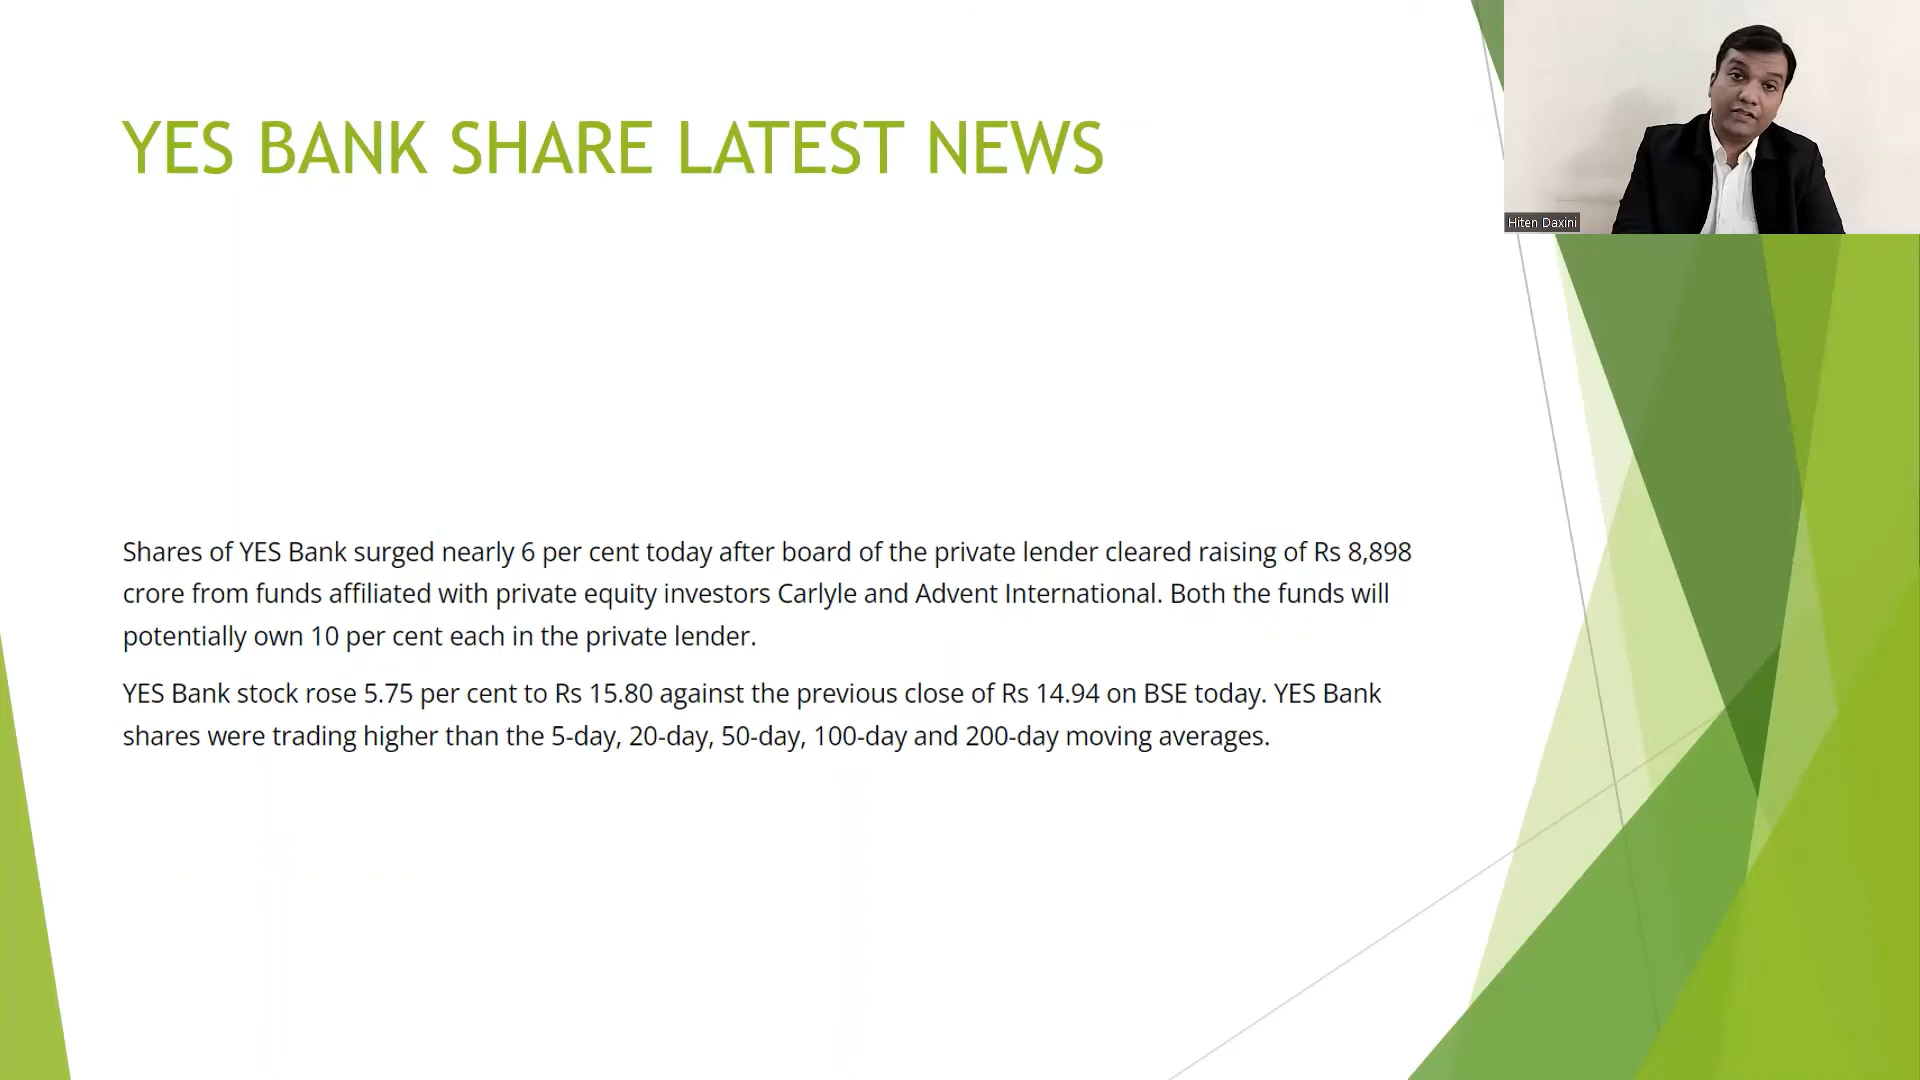 YES BANK SHARE LATEST NEWS
Hiten Daxini
Shares of YES Bank surged nearly 6 per cent today after board of the private lender cleared raising of Rs 8,898
crore from funds affiliated with private equity investors Carlyle and Advent International. Both the funds will
potentially own 10 per cent each in the private lender.
YES Bank stock rose 5.75 per cent to Rs 15.80 against the previous close of Rs 14.94 on BSE today. YES Bank
shares were trading higher than the 5-day, 20-day, 50-day, 100-day and 200-day moving averages.